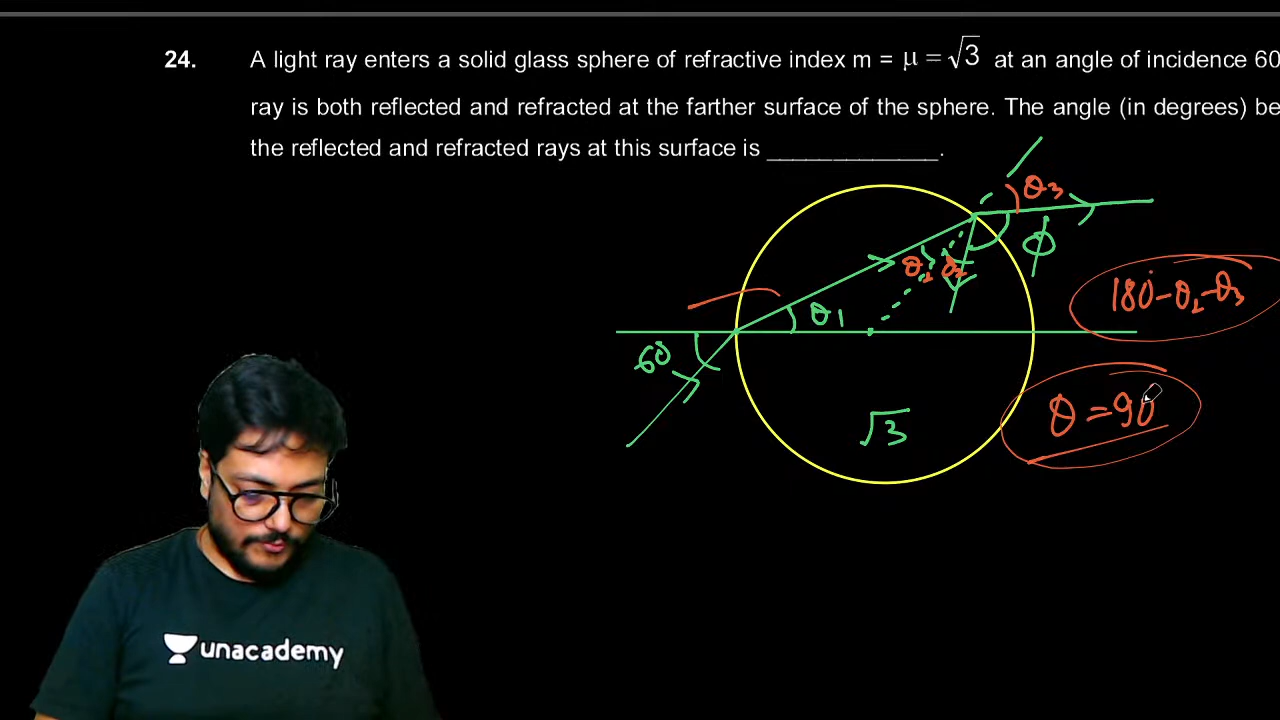 24. A light ray enters a solid glass sphere of refractive index m = μ = √3 at an angle of incidence 60
ray is both reflected and refracted at the farther surface of the sphere. The angle (in degrees) be
the reflected and refracted rays at this surface is ______________.
θ3
ϕ
θ2 θ2
180° - θ2 - θ3
θ1
60°
θ = 90°
√3
unacademy